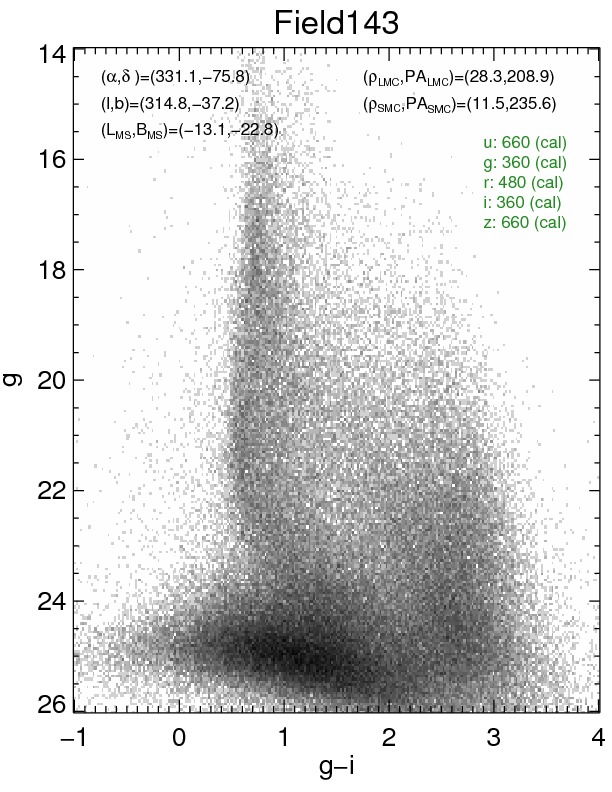 Field143
(α,δ )=(331.1,−75.8)
(ρLMC,PALMC)=(28.3,208.9)
(l,b)=(314.8,−37.2)
(ρSMC,PASMC)=(11.5,235.6)
(LMS,BMS)=(−13.1,−22.8)
u: 660 (cal)
g: 360 (cal)
r: 480 (cal)
i: 360 (cal)
z: 660 (cal)
14
16
18
20
22
24
26
g
−1 0 1 2 3 4
g−i